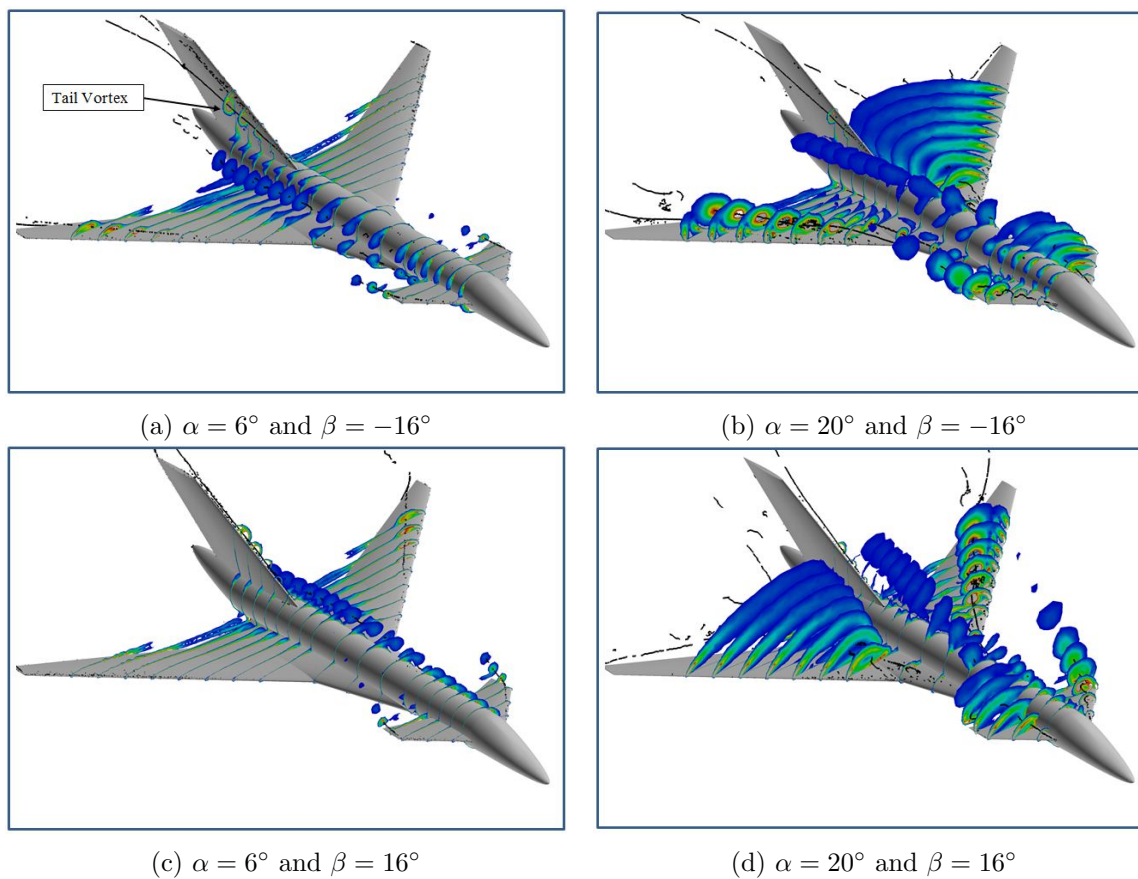 Tail Vortex
(a) α = 6° and β = −16°
(b) α = 20° and β = −16°
(c) α = 6° and β = 16°
(d) α = 20° and β = 16°